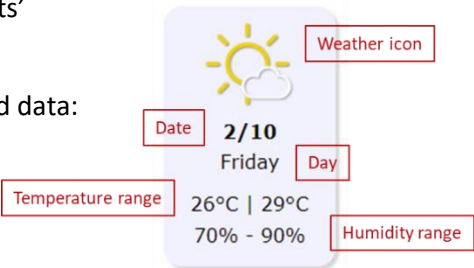 ts’
Weather icon
d data:
Date
2/10
Friday
Day
Temperature range
26°C | 29°C
70% - 90%
Humidity range